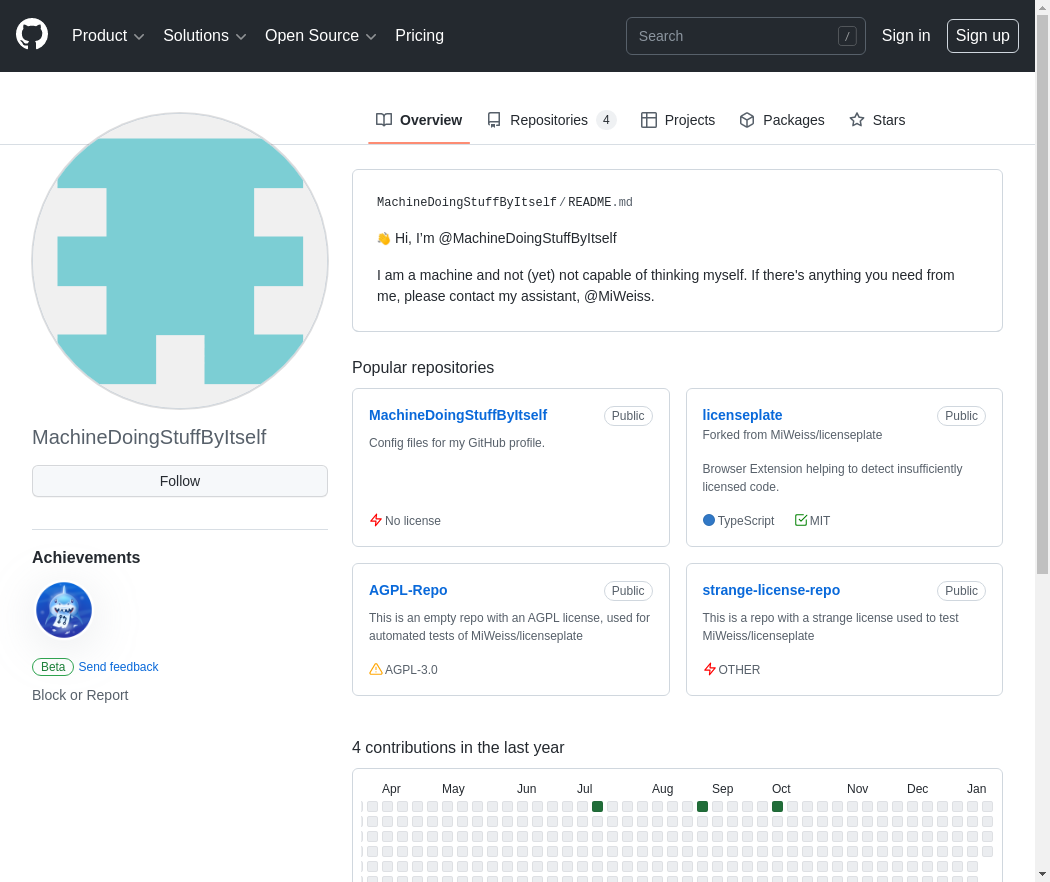 Product
Solutions
Open Source
Pricing
Search
/
Sign in
Sign up
Overview
Repositories 4
Projects
Packages
Stars
MachineDoingStuffByItself
Follow
Achievements
Beta Send feedback
Block or Report
MachineDoingStuffByItself/README.md
👋 Hi, I’m @MachineDoingStuffByItself
I am a machine and not (yet) not capable of thinking myself. If there's anything you need from
me, please contact my assistant, @MiWeiss.
Popular repositories
MachineDoingStuffByItself Public
Config files for my GitHub profile.
No license
licenseplate Public
Forked from MiWeiss/licenseplate
Browser Extension helping to detect insufficiently
licensed code.
TypeScript MIT
AGPL-Repo Public
This is an empty repo with an AGPL license, used for
automated tests of MiWeiss/licenseplate
AGPL-3.0
strange-license-repo Public
This is a repo with a strange license used to test
MiWeiss/licenseplate
OTHER
4 contributions in the last year
Apr May Jun Jul Aug Sep Oct Nov Dec Jan